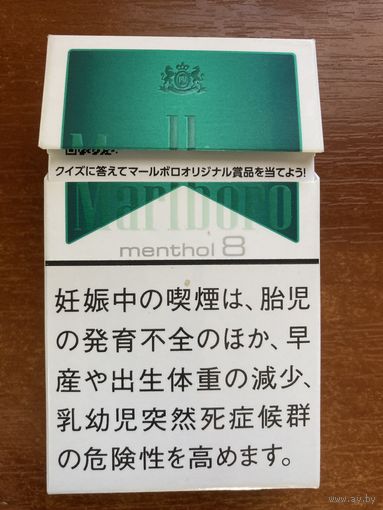 クイズに答えてマールボロオリジナル賞品を当てよう!
Marlboro
menthol 8
妊娠中の喫煙は、胎児
の発育不全のほか、早
産や出生体重の減少、
乳幼児突然死症候群
の危険性を高めます。
www.ay.by